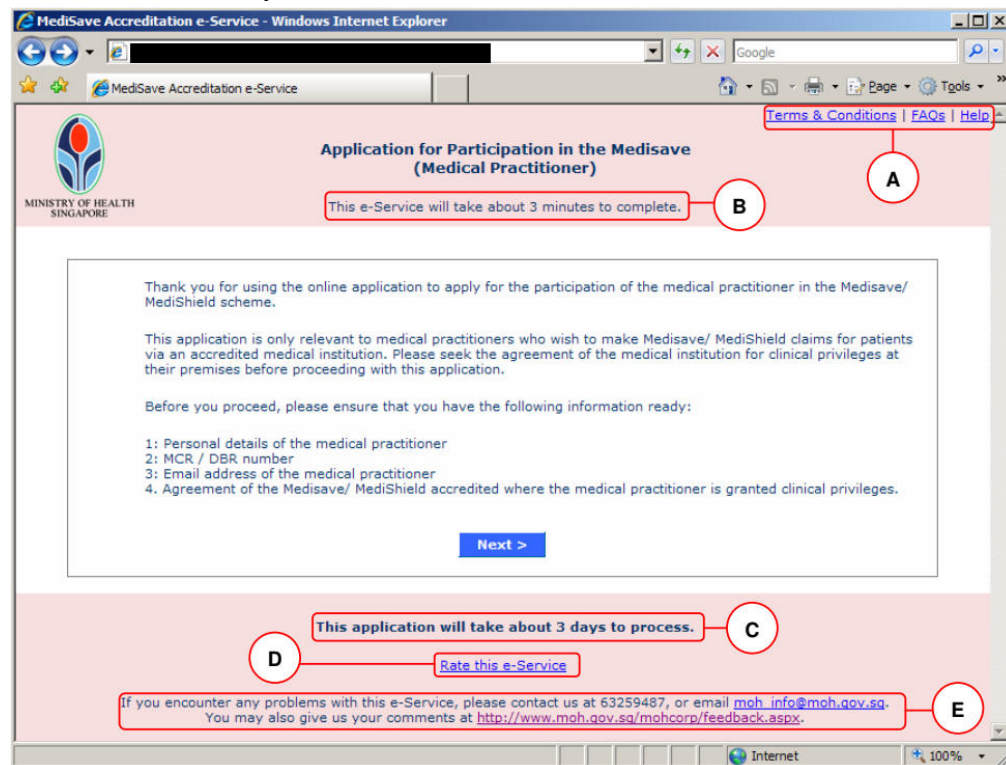 MediSave Accreditation e-Service - Windows Internet Explorer
Google
MediSave Accreditation e-Service
Page
Tools
»
Terms & Conditions | FAQs | Help
A
MINISTRY OF HEALTH
SINGAPORE
Application for Participation in the Medisave
(Medical Practitioner)
This e-Service will take about 3 minutes to complete.
B
Thank you for using the online application to apply for the participation of the medical practitioner in the Medisave/
MediShield scheme.
This application is only relevant to medical practitioners who wish to make Medisave/ MediShield claims for patients
via an accredited medical institution. Please seek the agreement of the medical institution for clinical privileges at
their premises before proceeding with this application.
Before you proceed, please ensure that you have the following information ready:
1: Personal details of the medical practitioner
2: MCR / DBR number
3: Email address of the medical practitioner
4. Agreement of the Medisave/ MediShield accredited where the medical practitioner is granted clinical privileges.
Next >
This application will take about 3 days to process.
C
D
Rate this e-Service
If you encounter any problems with this e-Service, please contact us at 63259487, or email moh_info@moh.gov.sg.
You may also give us your comments at http://www.moh.gov.sg/mohcorp/feedback.aspx.
E
Internet
100%